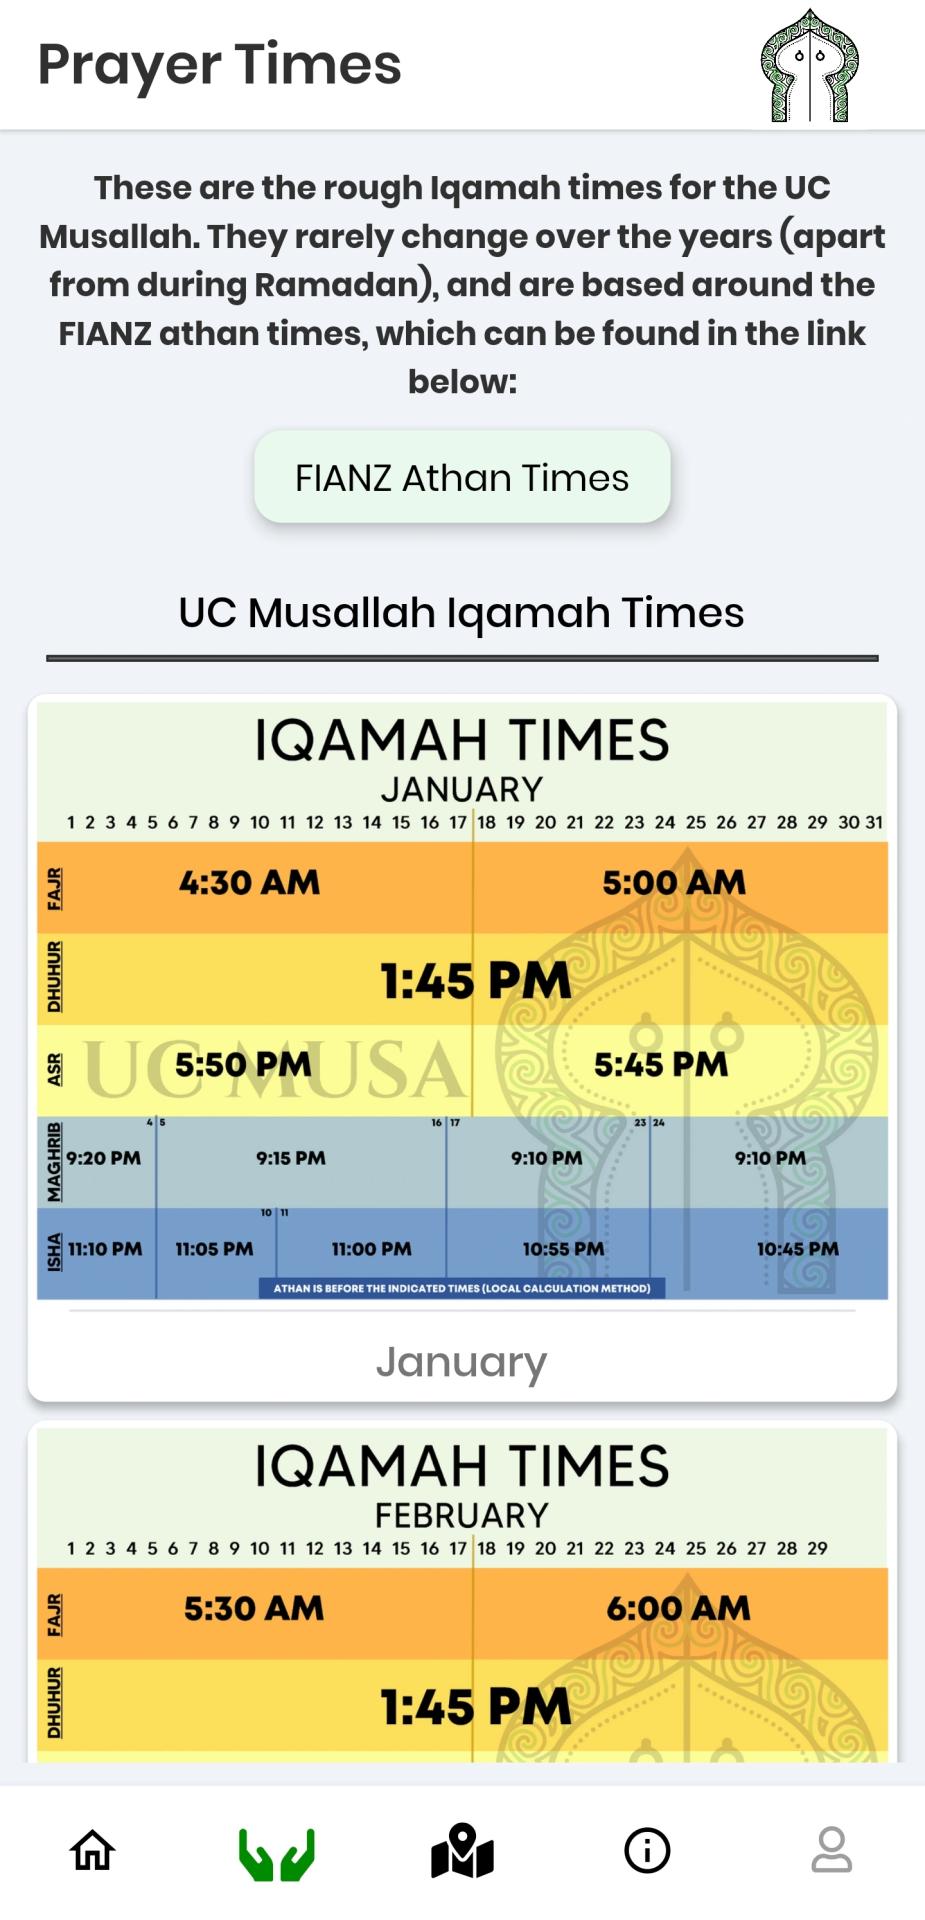 Prayer Times
These are the rough Iqamah times for the UC
Musallah. They rarely change over the years (apart
from during Ramadan), and are based around the
FIANZ athan times, which can be found in the link
below:
FIANZ Athan Times
UC Musallah Iqamah Times
IQAMAH TIMES
JANUARY
1 2 3 4 5 6 7 8 9 10 11 12 13 14 15 16 17 18 19 20 21 22 23 24 25 26 27 28 29 30 31
FAJR 4:30 AM 5:00 AM
DHUHUR 1:45 PM
UC MUSA
ASR 5:50 PM 5:45 PM
4 5 16 17 23 24
MAGHRIB 9:20 PM 9:15 PM 9:10 PM 9:10 PM
10 11
ISHA 11:10 PM 11:05 PM 11:00 PM 10:55 PM 10:45 PM
ATHAN IS BEFORE THE INDICATED TIMES (LOCAL CALCULATION METHOD)
January
IQAMAH TIMES
FEBRUARY
1 2 3 4 5 6 7 8 9 10 11 12 13 14 15 16 17 18 19 20 21 22 23 24 25 26 27 28 29
FAJR 5:30 AM 6:00 AM
DHUHUR 1:45 PM